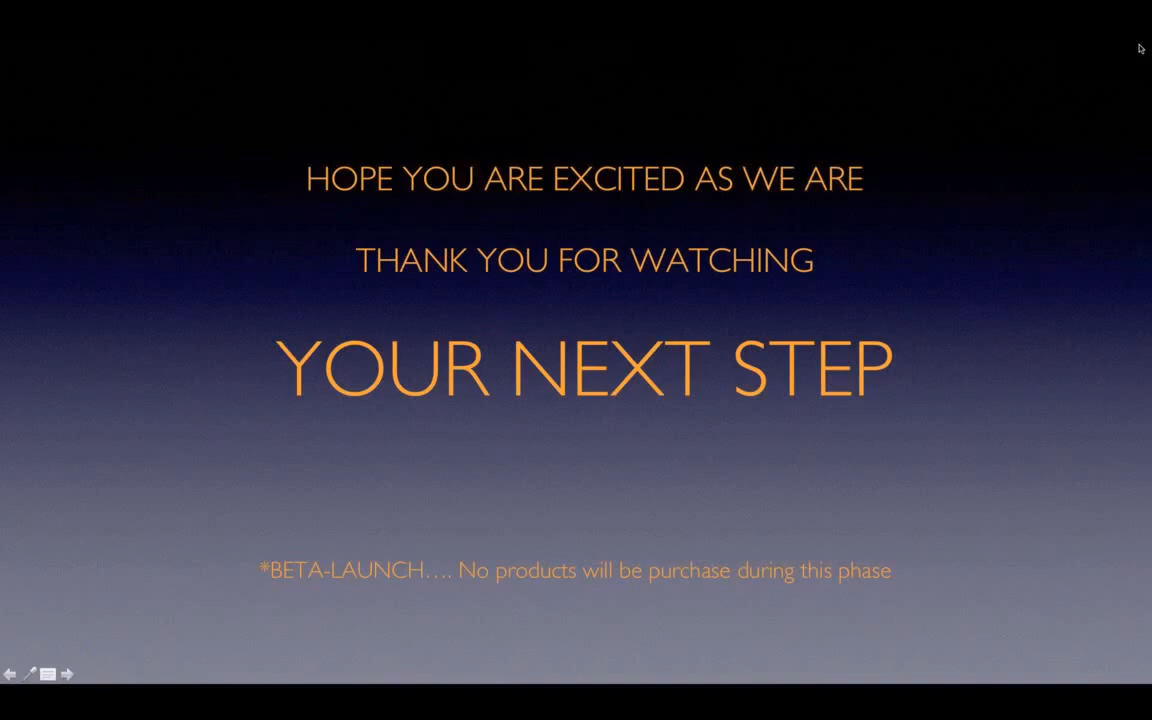 HOPE YOU ARE EXCITED AS WE ARE
THANK YOU FOR WATCHING
YOUR NEXT STEP
*BETA-LAUNCH.... No products will be purchase during this phase